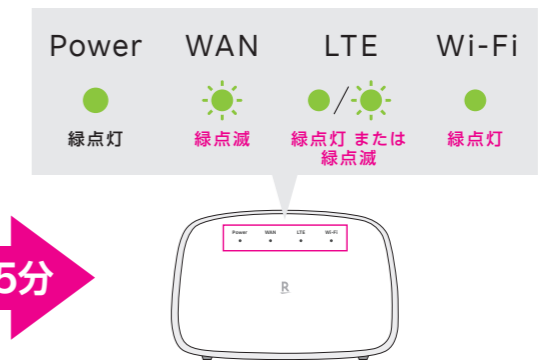 Power WAN LTE Wi-Fi
緑点灯 緑点滅 緑点灯 または 緑点灯
緑点滅
5分
Power WAN LTE Wi-Fi
R